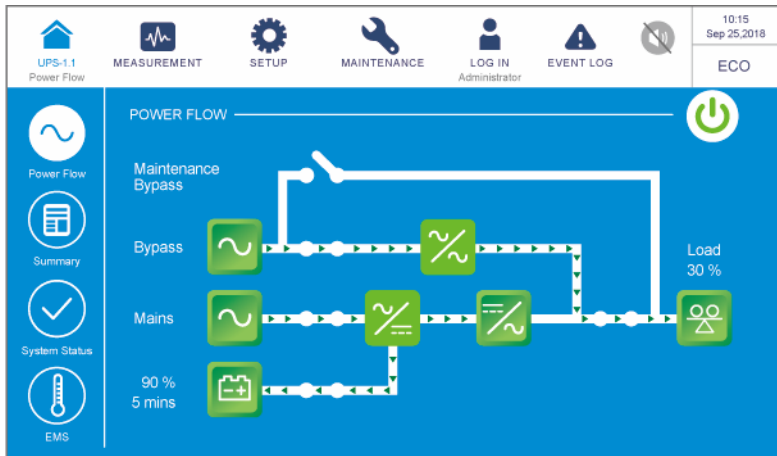 UPS-1.1
Power Flow
MEASUREMENT
SETUP
MAINTENANCE
LOG IN
Administrator
EVENT LOG
10:15
Sep 25,2018
ECO
Power Flow
Summary
System Status
EMS
POWER FLOW
Maintenance
Bypass
Bypass
Mains
90 %
5 mins
Load
30 %